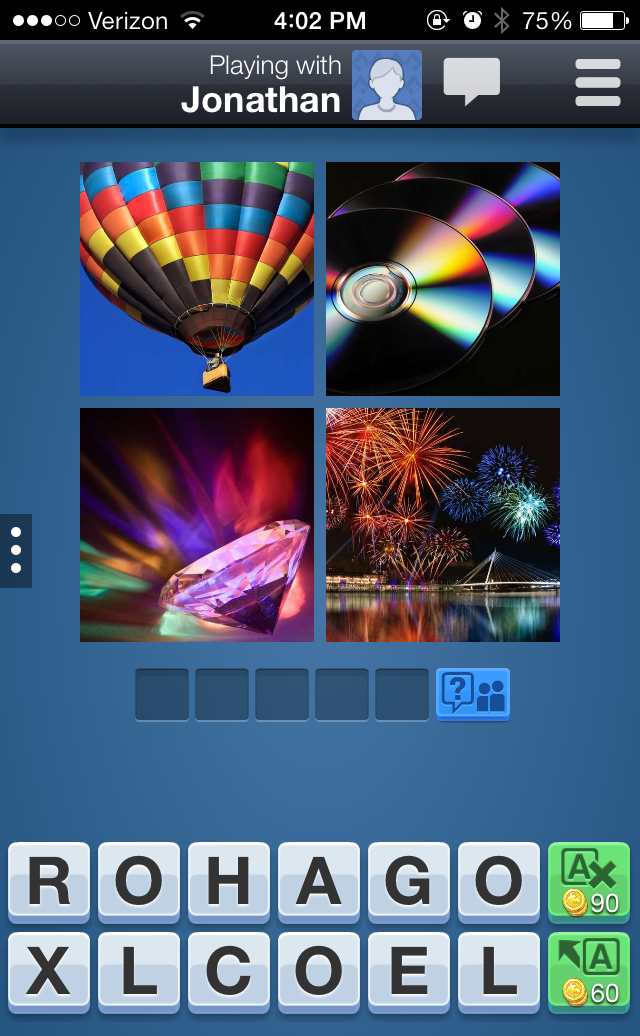 Verizon 4:02 PM 75%
Playing with
Jonathan
?
R O H A G O A 90
X L C O E L A 60